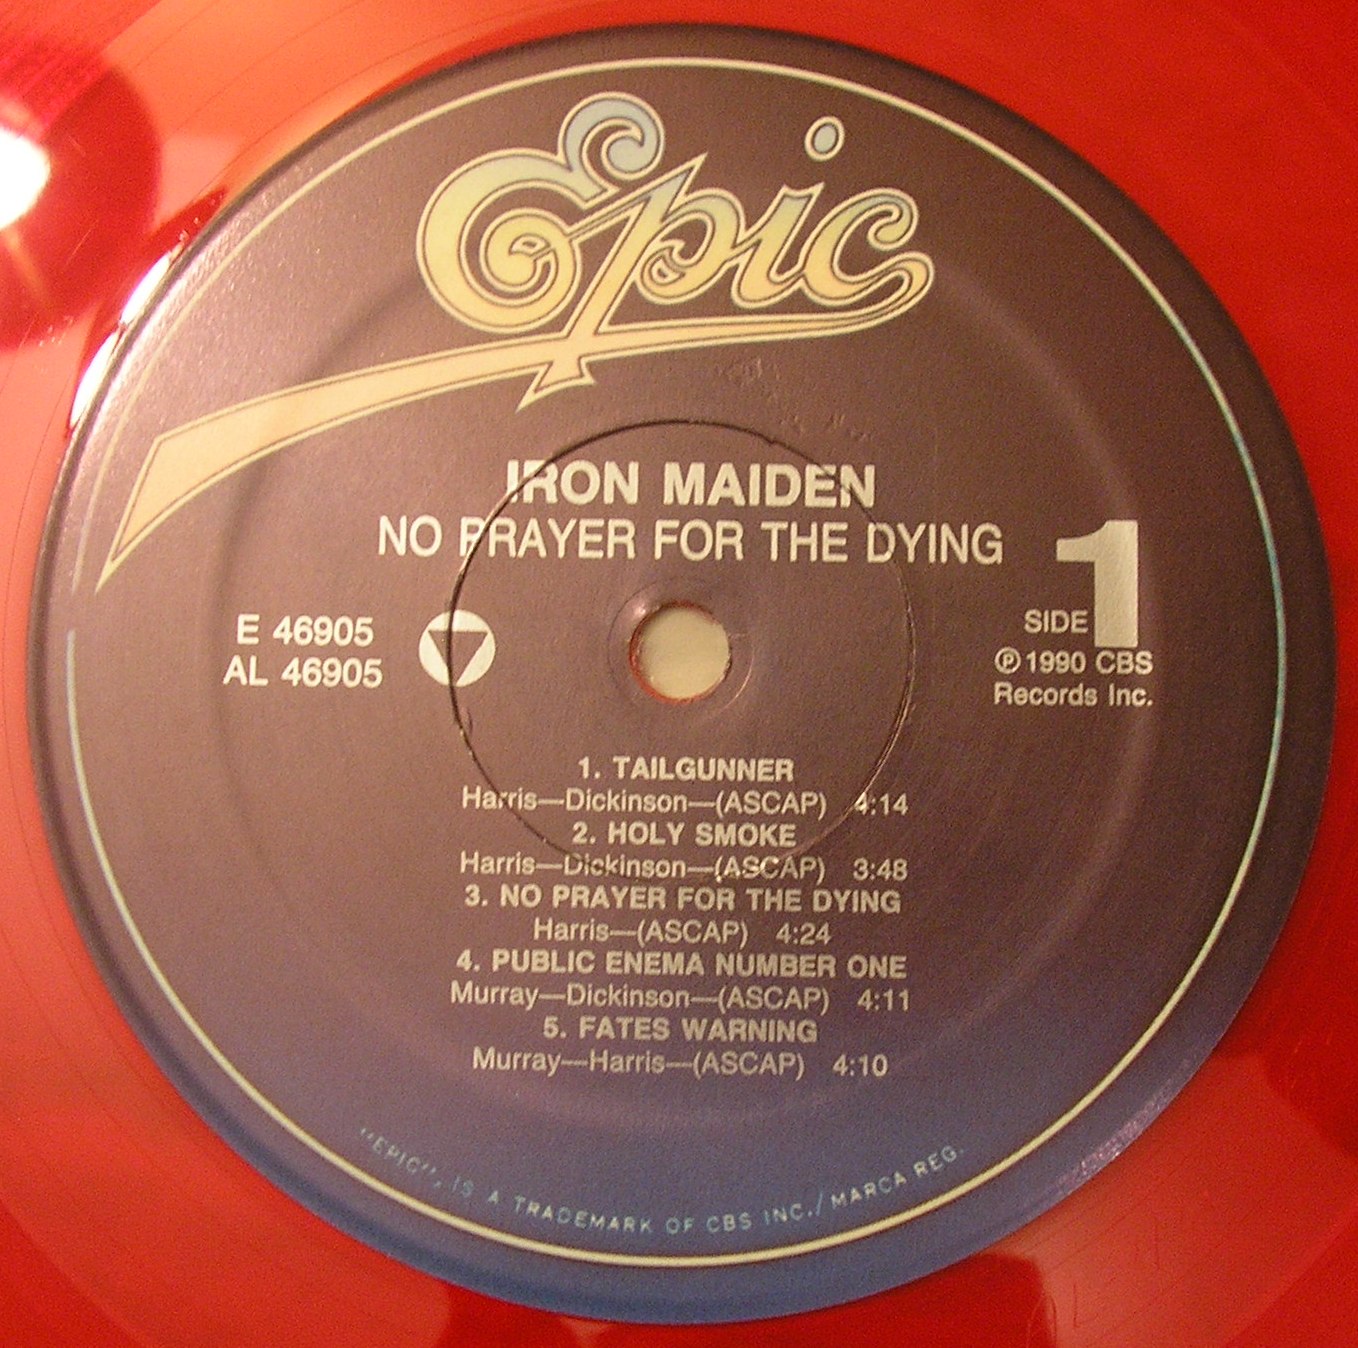 Epic
IRON MAIDEN
NO PRAYER FOR THE DYING
E 46905
AL 46905
SIDE 1
℗ 1990 CBS
Records Inc.
1. TAILGUNNER
Harris—Dickinson—(ASCAP) 4:14
2. HOLY SMOKE
Harris—Dickinson—(ASCAP) 3:48
3. NO PRAYER FOR THE DYING
Harris—(ASCAP) 4:24
4. PUBLIC ENEMA NUMBER ONE
Murray—Dickinson—(ASCAP) 4:11
5. FATES WARNING
Murray—Harris—(ASCAP) 4:10
"EPIC", IS A TRADEMARK OF CBS INC./MARCA REG.